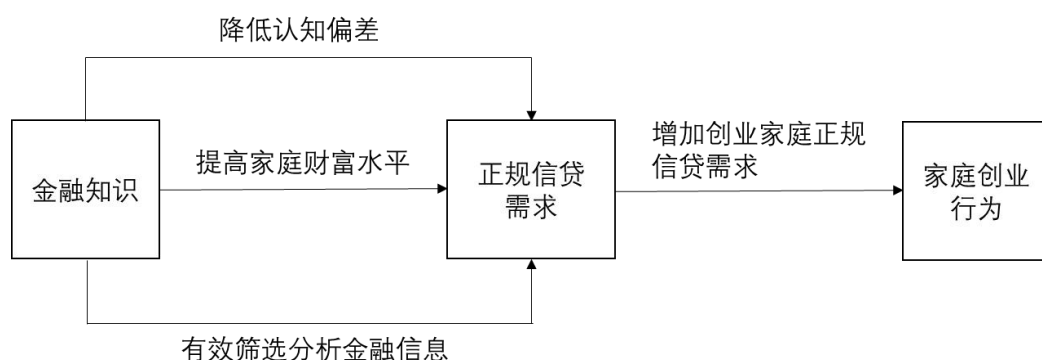 降低认知偏差
金融知识
提高家庭财富水平
正规信贷
需求
增加创业家庭正规
信贷需求
家庭创业
行为
有效筛选分析金融信息